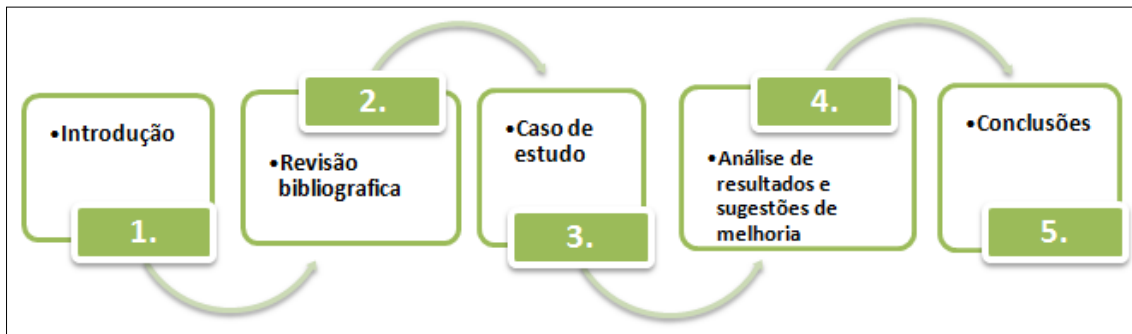 •Introdução
1.
2.
•Revisão
bibliografica
•Caso de
estudo
3.
4.
•Análise de
resultados e
sugestões de
melhoria
•Conclusões
5.